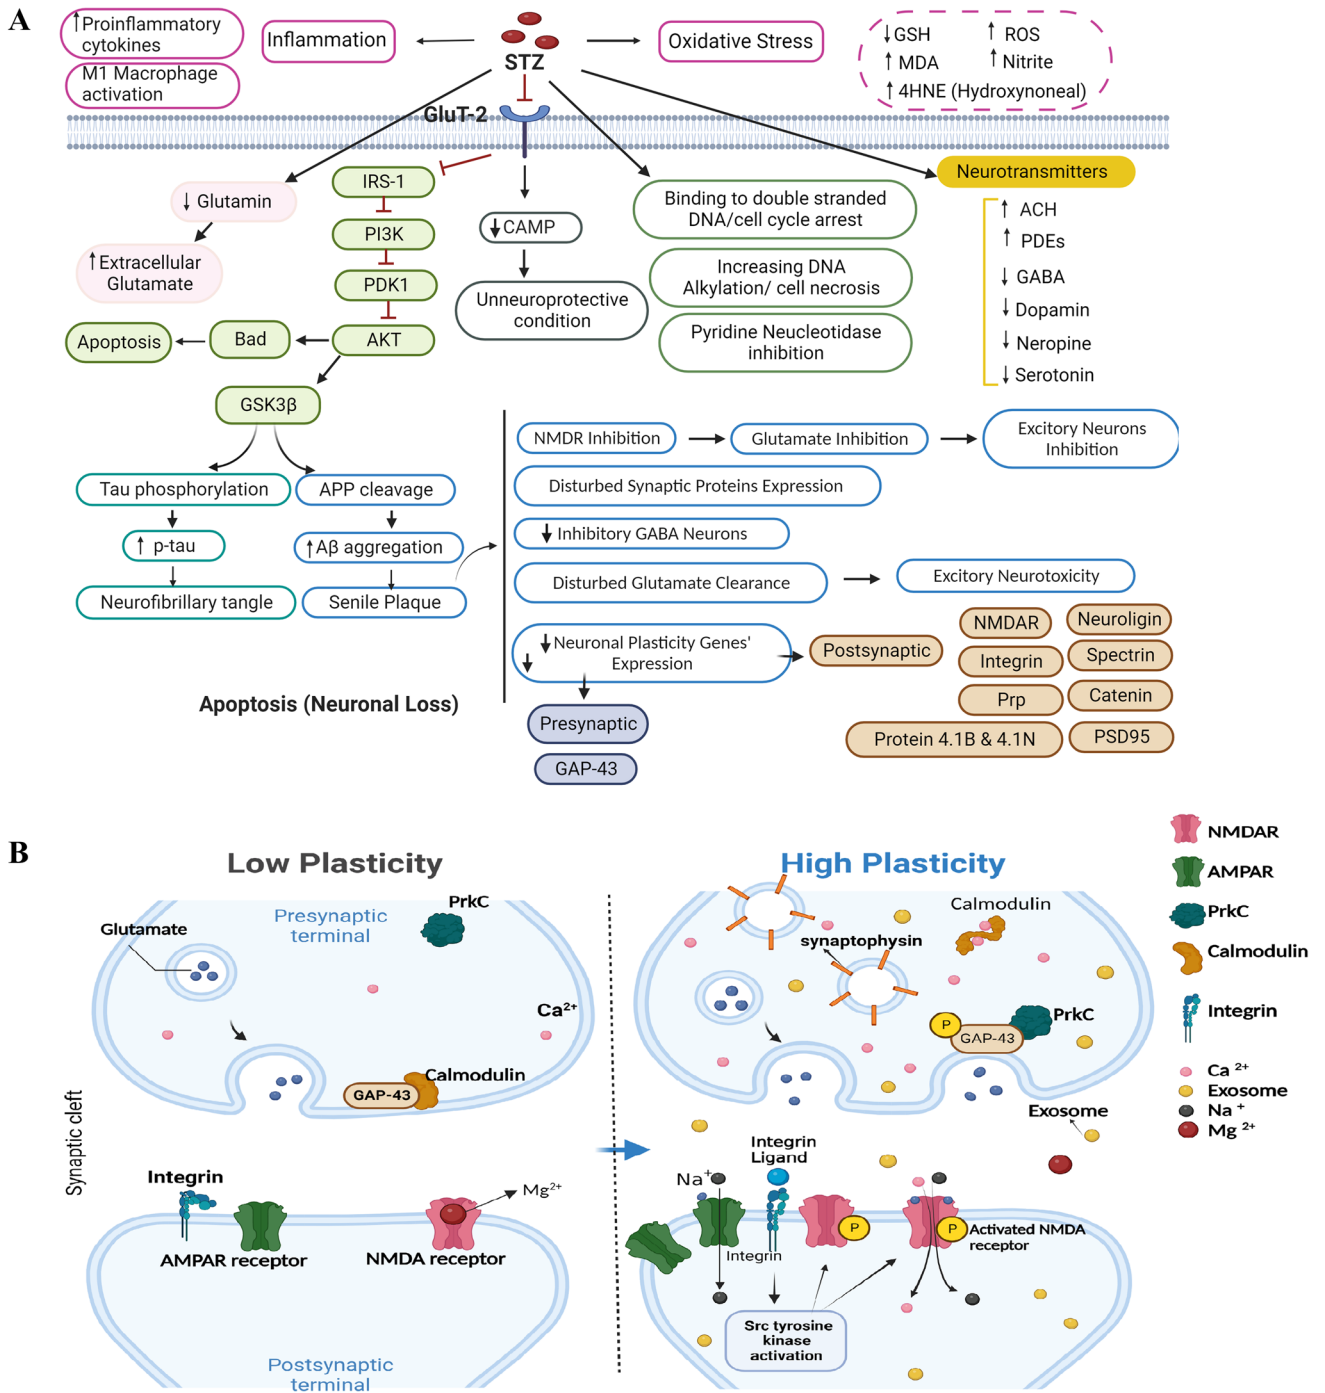 A
↑Proinflammatory
cytokines
M1 Macrophage
activation
Inflammation
STZ
Oxidative Stress
↓GSH
↑ ROS
↑ MDA
↑ Nitrite
↑ 4HNE (Hydroxynoneal)
GluT-2
↓ Glutamin
↑Extracellular
Glutamate
IRS-1
PI3K
PDK1
AKT
Bad
Apoptosis
GSK3β
↓CAMP
Unneuroprotective
condition
Binding to double stranded
DNA/cell cycle arrest
Increasing DNA
Alkylation/ cell necrosis
Pyridine Neucleotidase
inhibition
Neurotransmitters
↑ ACH
↑ PDEs
↓ GABA
↓ Dopamin
↓ Neropine
↓ Serotonin
Tau phosphorylation
↑ p-tau
Neurofibrillary tangle
APP cleavage
↑Aβ aggregation
Senile Plaque
Apoptosis (Neuronal Loss)
NMDR Inhibition
Glutamate Inhibition
Excitory Neurons
Inhibition
Disturbed Synaptic Proteins Expression
↓ Inhibitory GABA Neurons
Disturbed Glutamate Clearance
Excitory Neurotoxicity
↓ Neuronal Plasticity Genes'
↓ Expression
Postsynaptic
Presynaptic
GAP-43
NMDAR
Neuroligin
Integrin
Spectrin
Prp
Catenin
Protein 4.1B & 4.1N
PSD95
B
Low Plasticity
Presynaptic
terminal
PrkC
Glutamate
Ca2+
Calmodulin
GAP-43
Synaptic cleft
Integrin
Mg2+
AMPAR receptor
NMDA receptor
Postsynaptic
terminal
High Plasticity
Calmodulin
synaptophysin
PrkC
P
GAP-43
Exosome
Integrin
Ligand
Na+
Integrin
P
P
Activated NMDA
receptor
Src tyrosine
kinase
activation
NMDAR
AMPAR
PrkC
Calmodulin
Integrin
Ca 2+
Exosome
Na +
Mg 2+